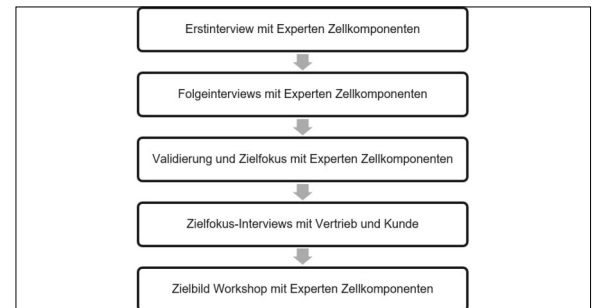 Erstinterview mit Experten Zellkomponenten
Folgeinterviews mit Experten Zellkomponenten
Validierung und Zielfokus mit Experten Zellkomponenten
Zielfokus-Interviews mit Vertrieb und Kunde
Zielbild Workshop mit Experten Zellkomponenten